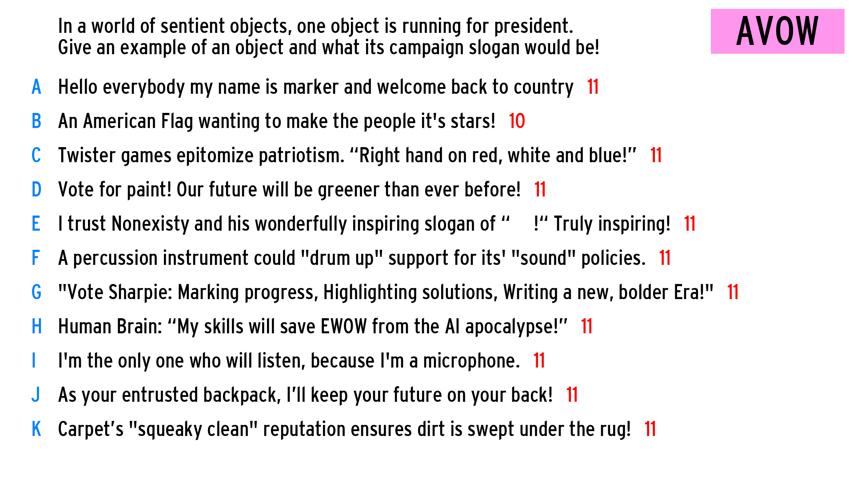 In a world of sentient objects, one object is running for president.
Give an example of an object and what its campaign slogan would be!
AVOW
A Hello everybody my name is marker and welcome back to country 11
B An American Flag wanting to make the people it's stars! 10
C Twister games epitomize patriotism. “Right hand on red, white and blue!” 11
D Vote for paint! Our future will be greener than ever before! 11
E I trust Nonexisty and his wonderfully inspiring slogan of “    !“ Truly inspiring! 11
F A percussion instrument could "drum up" support for its' "sound" policies. 11
G "Vote Sharpie: Marking progress, Highlighting solutions, Writing a new, bolder Era!" 11
H Human Brain: “My skills will save EWOW from the AI apocalypse!” 11
I I'm the only one who will listen, because I'm a microphone. 11
J As your entrusted backpack, I’ll keep your future on your back! 11
K Carpet’s "squeaky clean" reputation ensures dirt is swept under the rug! 11